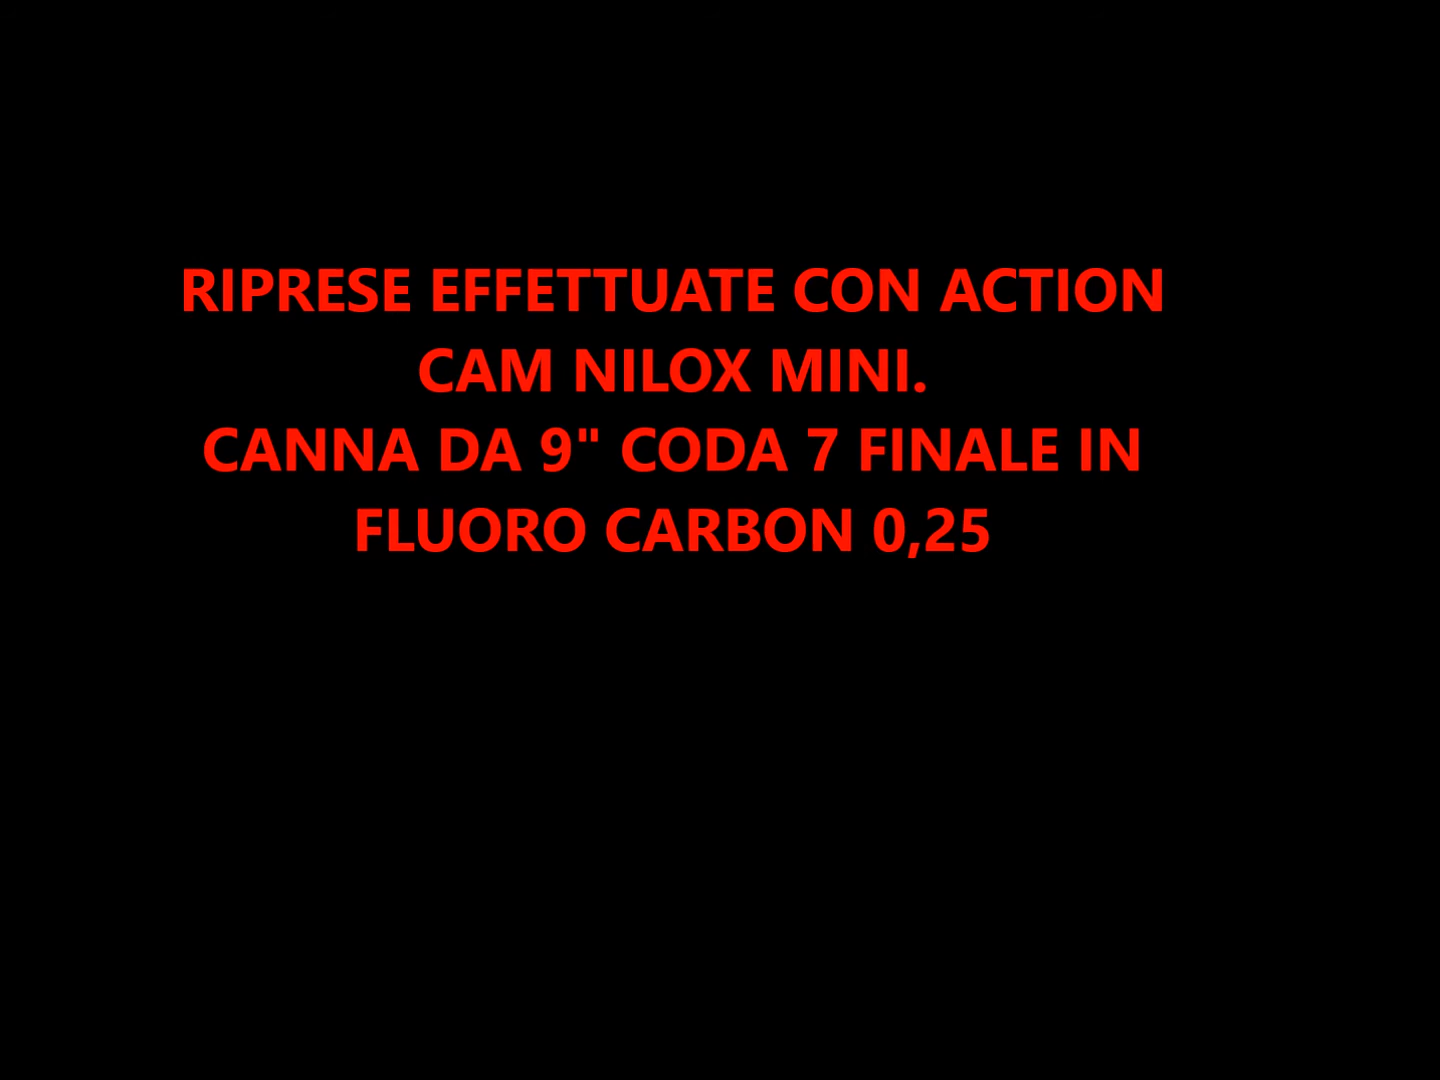 RIPRESE EFFETTUATE CON ACTION
CAM NILOX MINI.
CANNA DA 9" CODA 7 FINALE IN
FLUORO CARBON 0,25